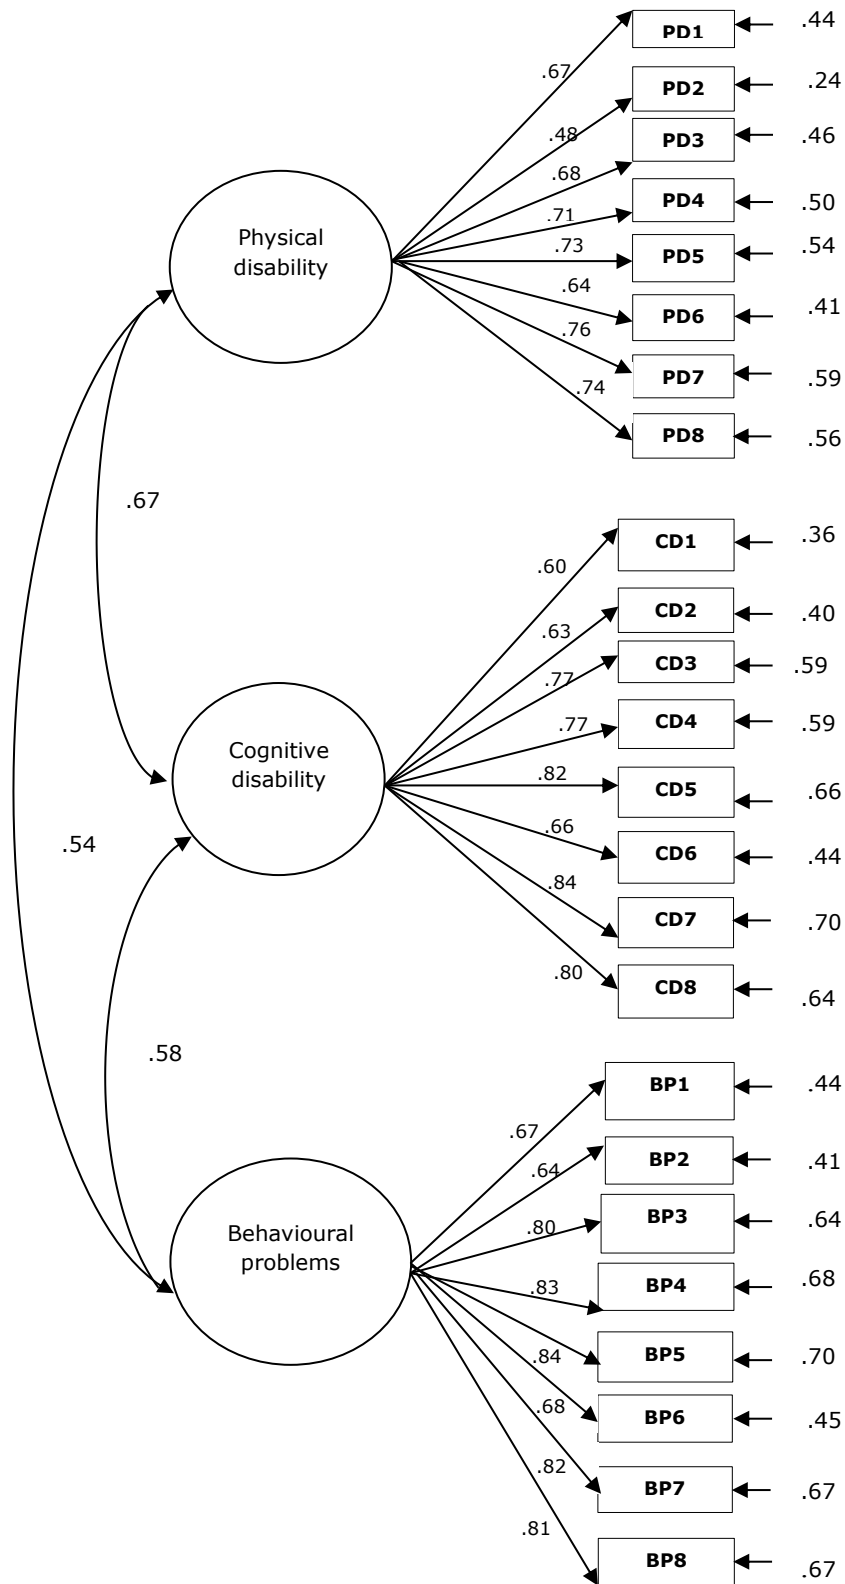 PD1
.44
.67
PD2
.24
.48
PD3
.46
.68
PD4
.50
.71
Physical
disability
PD5
.54
.73
PD6
.41
.64
PD7
.59
.76
PD8
.56
.74
.67
CD1
.36
.60
CD2
.40
.63
CD3
.59
.77
CD4
.59
.77
Cognitive
disability
CD5
.66
.82
CD6
.44
.66
CD7
.70
.84
CD8
.64
.80
.54
.58
BP1
.44
.67
BP2
.41
.64
BP3
.64
.80
Behavioural
problems
BP4
.68
.83
BP5
.70
.84
BP6
.45
.68
BP7
.67
.82
BP8
.67
.81